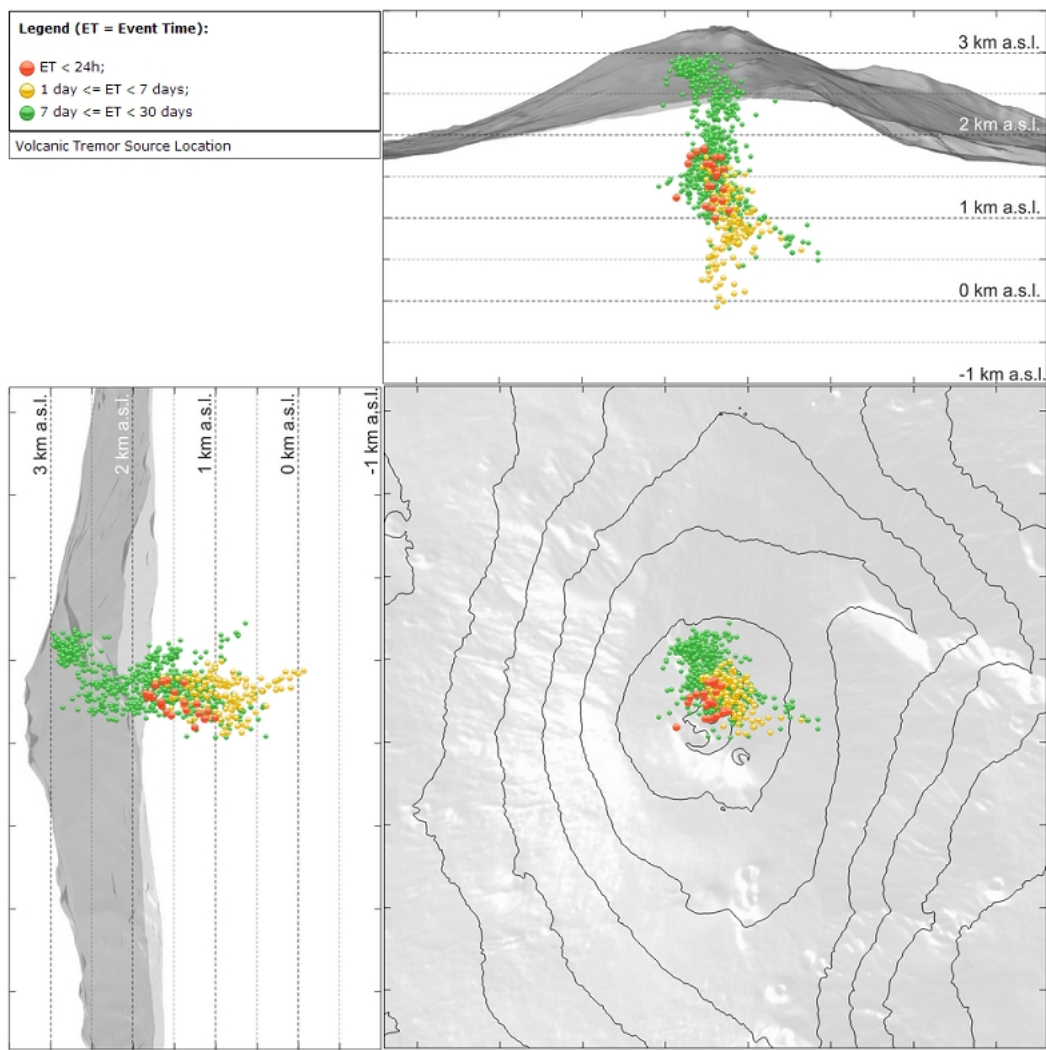 Legend (ET = Event Time):
ET < 24h;
1 day <= ET < 7 days;
7 day <= ET < 30 days
Volcanic Tremor Source Location
3 km a.s.l.
2 km a.s.l.
1 km a.s.l.
0 km a.s.l.
-1 km a.s.l.
3 km a.s.l.
2 km a.s.l.
1 km a.s.l.
0 km a.s.l.
-1 km a.s.l.